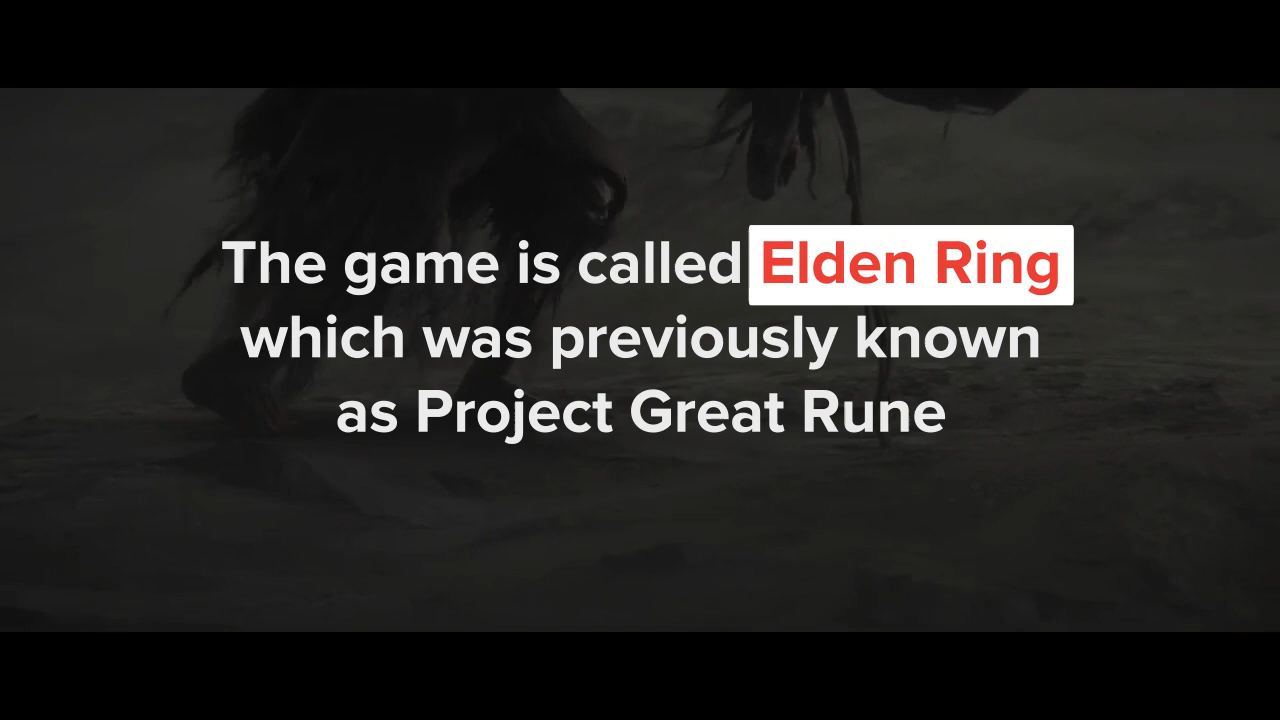 The game is called Elden Ring
which was previously known
as Project Great Rune